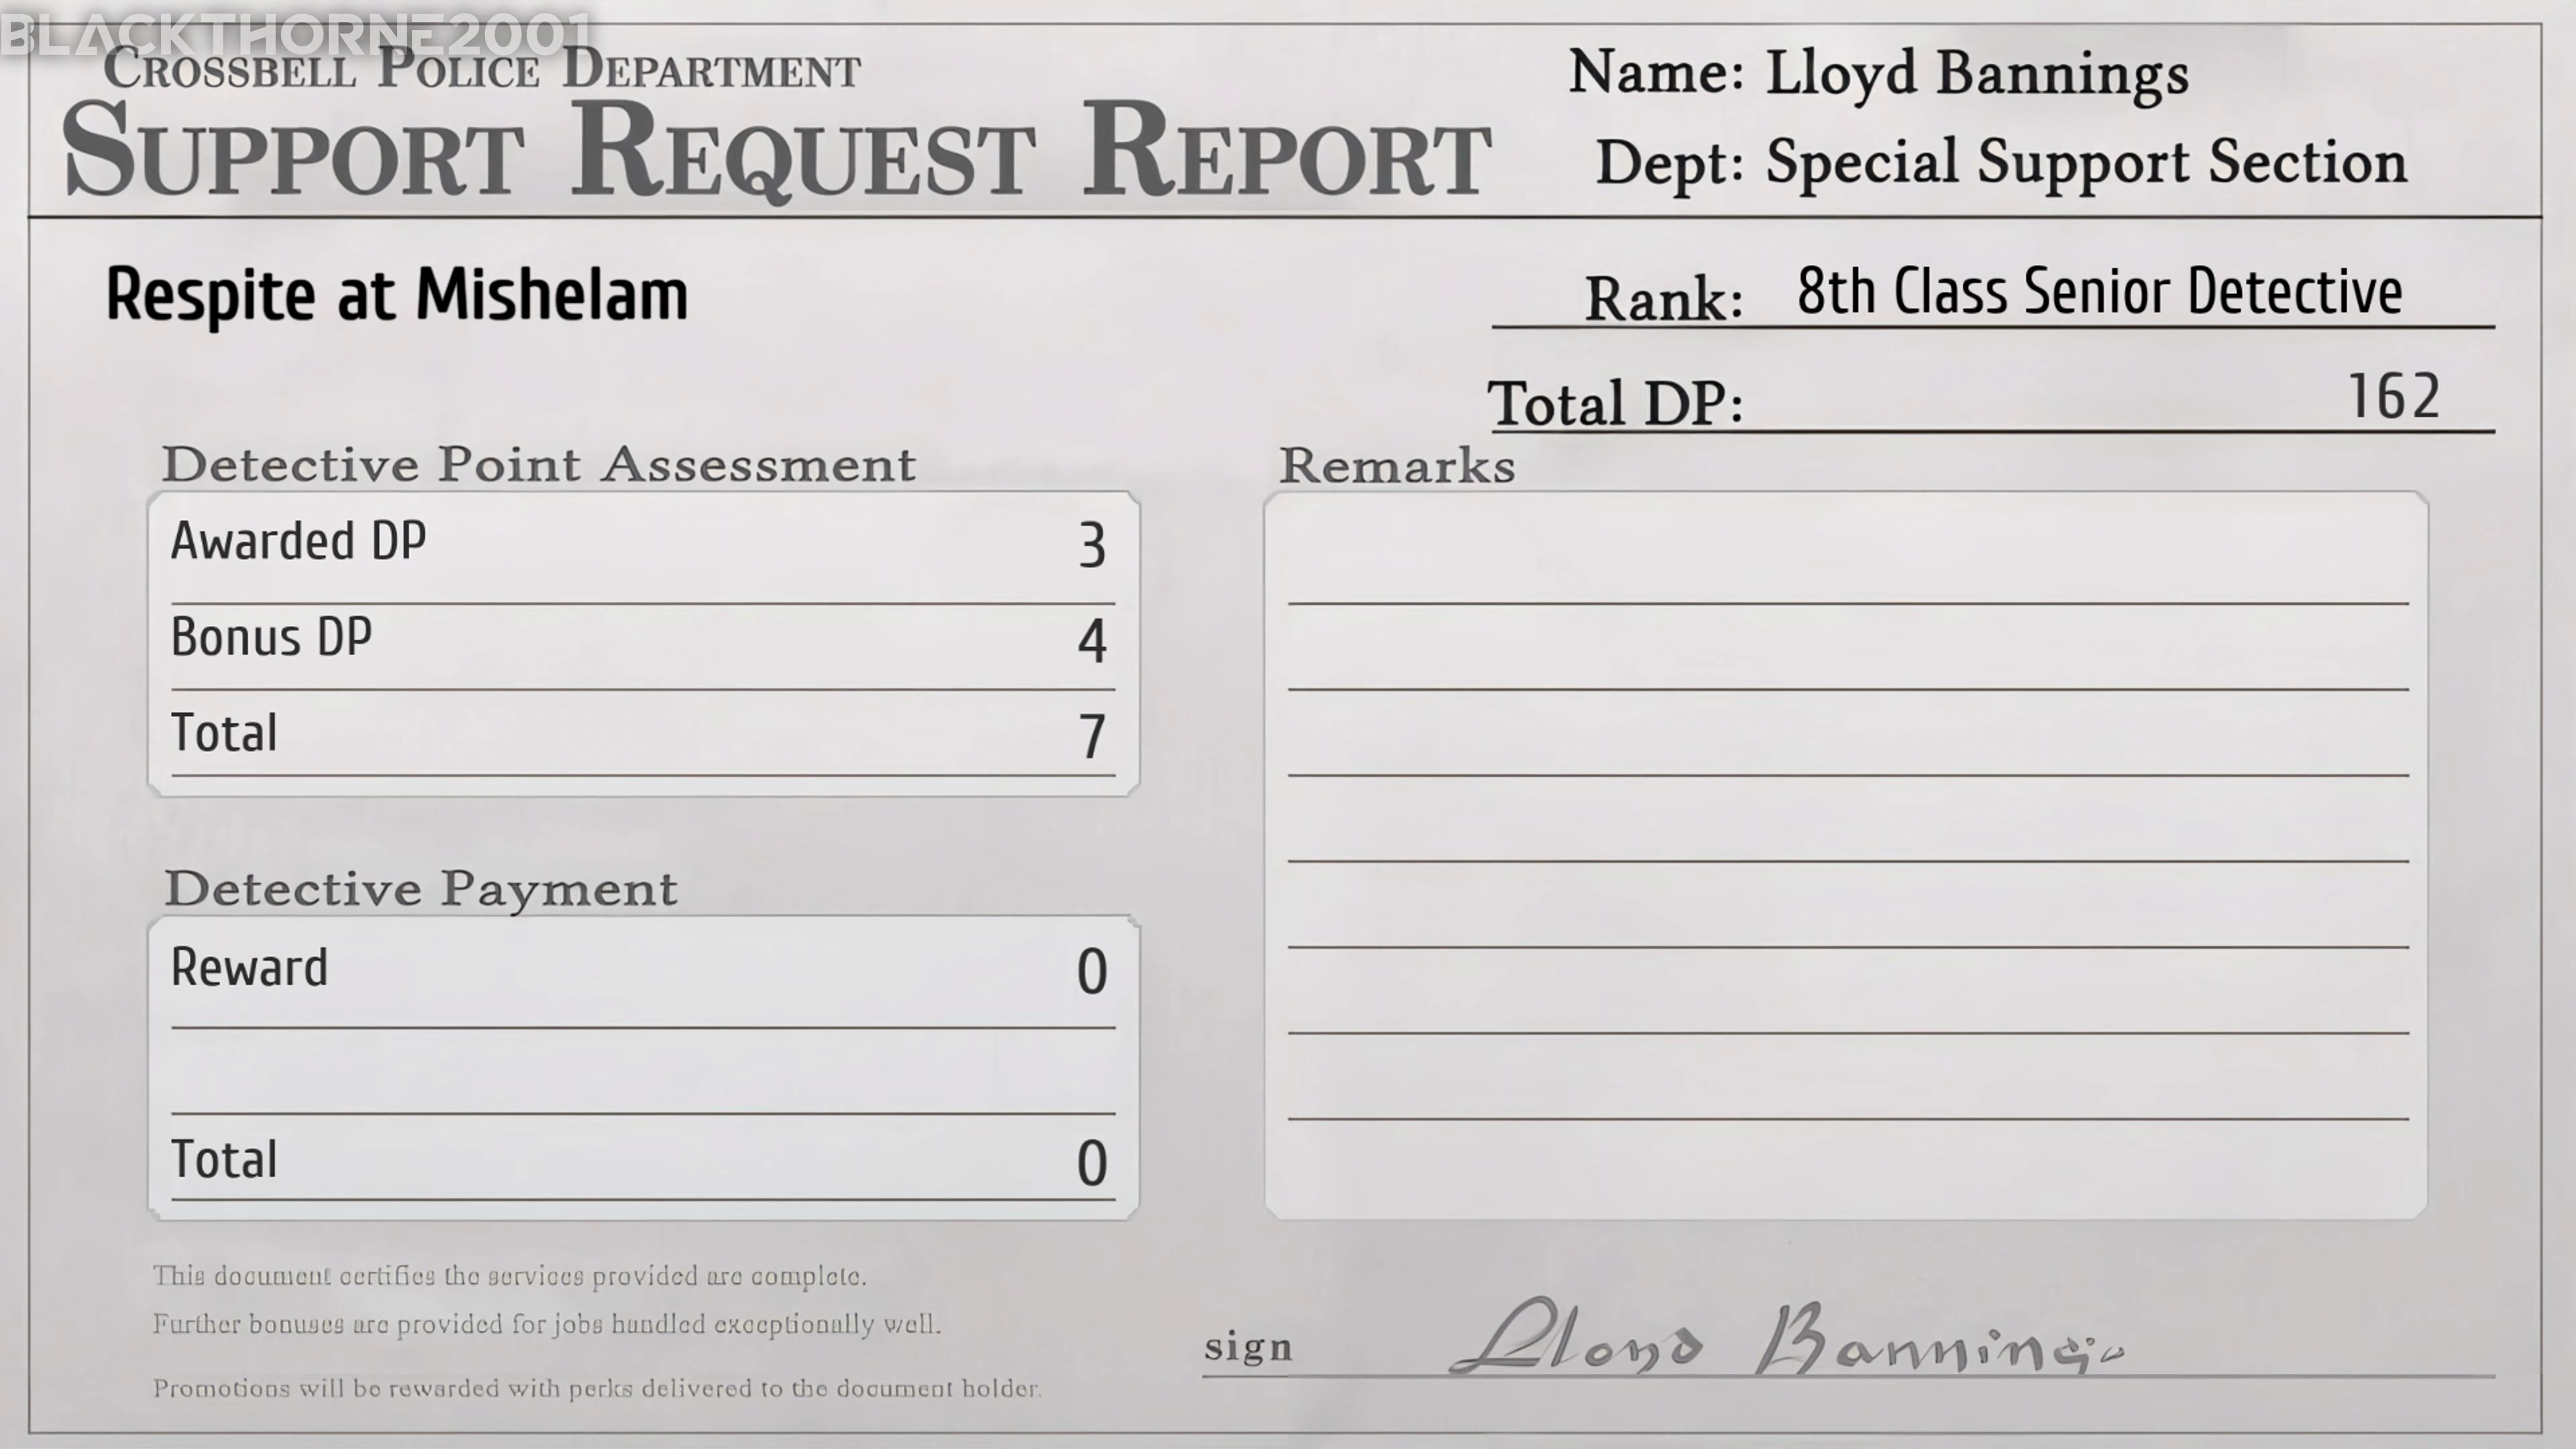 BLACKTHORNE2001
CROSSBELL POLICE DEPARTMENT
SUPPORT REQUEST REPORT
Name: Lloyd Bannings
Dept: Special Support Section
Respite at Mishelam
Rank: 8th Class Senior Detective
Total DP: 162
Detective Point Assessment
Awarded DP 3
Bonus DP 4
Total 7
Remarks
Detective Payment
Reward 0
Total 0
This document certifies the services provided are complete.
Further bonuses are provided for jobs handled exceptionally well.
Promotions will be rewarded with perks delivered to the document holder.
sign Lloyd Bannings